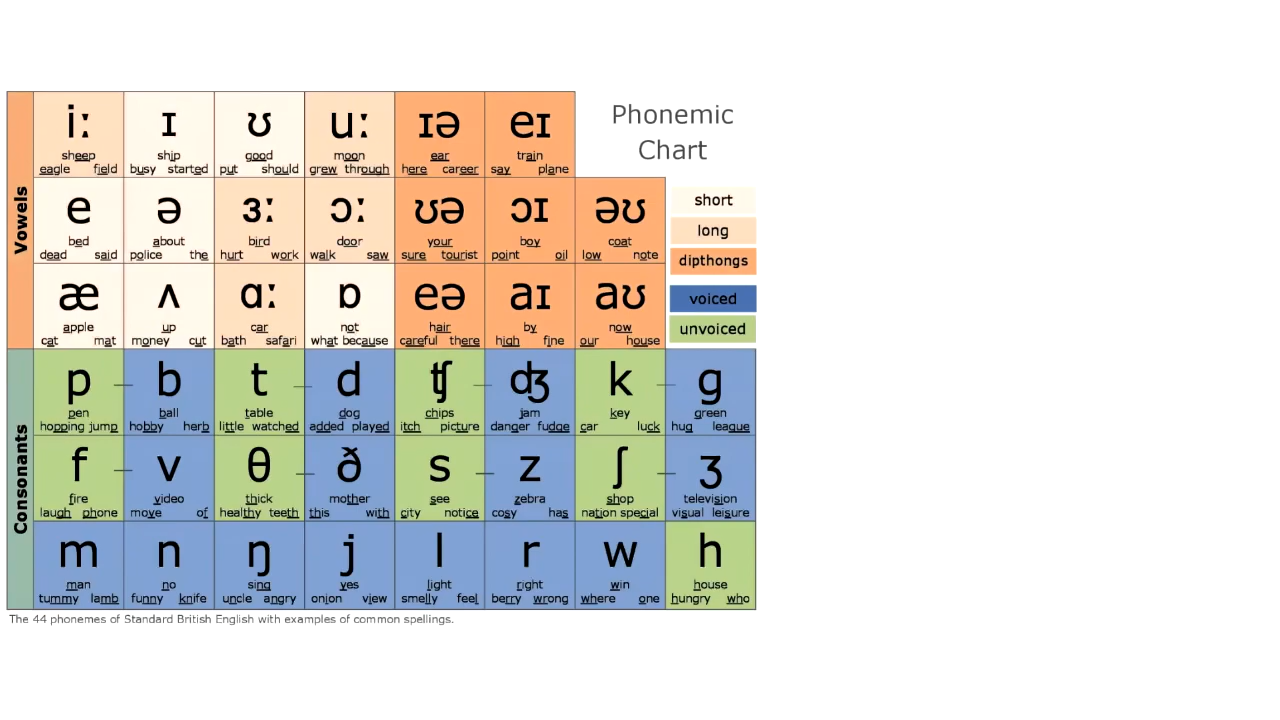 Phonemic
Chart
Vowels
iː ɪ ʊ uː ɪə eɪ
sheep ship good moon ear train
eagle field busy started put should grew through here career say plane
e ə ɜː ɔː ʊə ɔɪ əʊ
bed about bird door your boy coat
dead said police the hurt work walk saw sure tourist point oil low note
æ ʌ ɑː ɒ eə aɪ aʊ
apple up car not hair by now
cat mat money cut bath safari what because careful there high fine our house
short
long
dipthongs
voiced
unvoiced
Consonants
p b t d ʧ ʤ k g
pen ball table dog chips jam key green
hopping jump hobby herb little watched added played itch picture danger fudge car luck hug league
f v θ ð s z ʃ ʒ
fire video thick mother see zebra shop television
laugh phone move of healthy teeth this with city notice cosy has nation special visual leisure
m n ŋ j l r w h
man no sing yes light right win house
tummy lamb funny knife uncle angry onion view smelly feel berry wrong where one hungry who
The 44 phonemes of Standard British English with examples of common spellings.